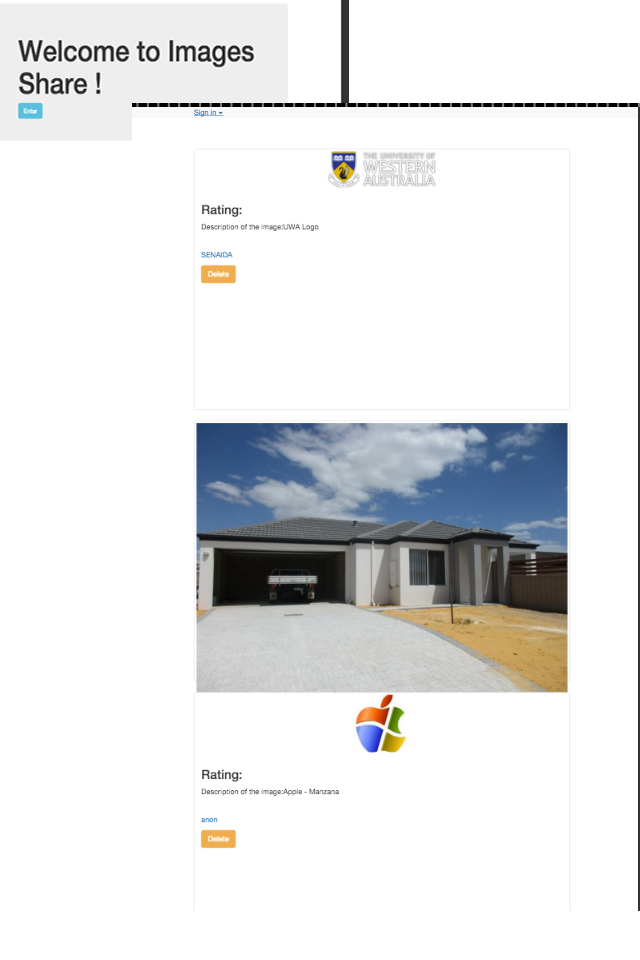 Welcome to Images
Share !
Enter
Sign in
THE UNIVERSITY OF
WESTERN
AUSTRALIA
Rating:
Description of the image:UWA Logo
SENAIDA
Delete
Rating:
Description of the image:Apple - Manzana
anon
Delete